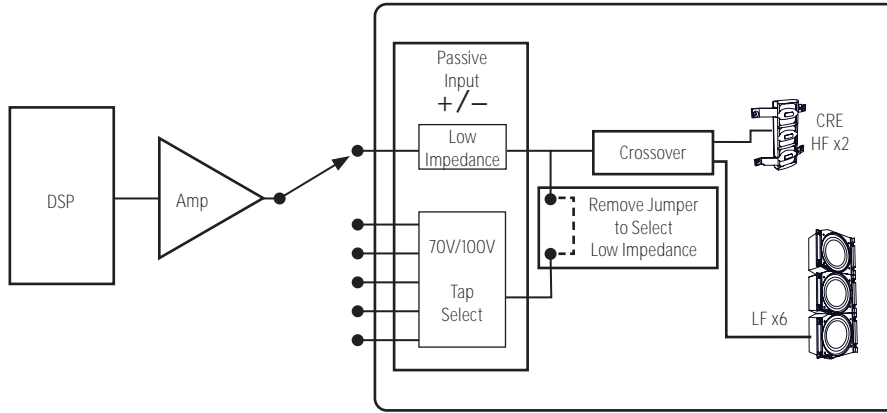 DSP
Amp
Passive
Input
+/−
Low
Impedance
70V/100V
Tap
Select
Crossover
Remove Jumper
to Select
Low Impedance
CRE
HF x2
LF x6